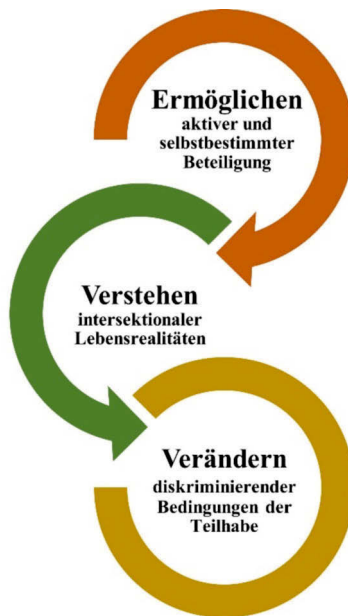 Ermöglichen
aktiver und
selbstbestimmter
Beteiligung
Verstehen
intersektionaler
Lebensrealitäten
Verändern
diskriminierender
Bedingungen der
Teilhabe